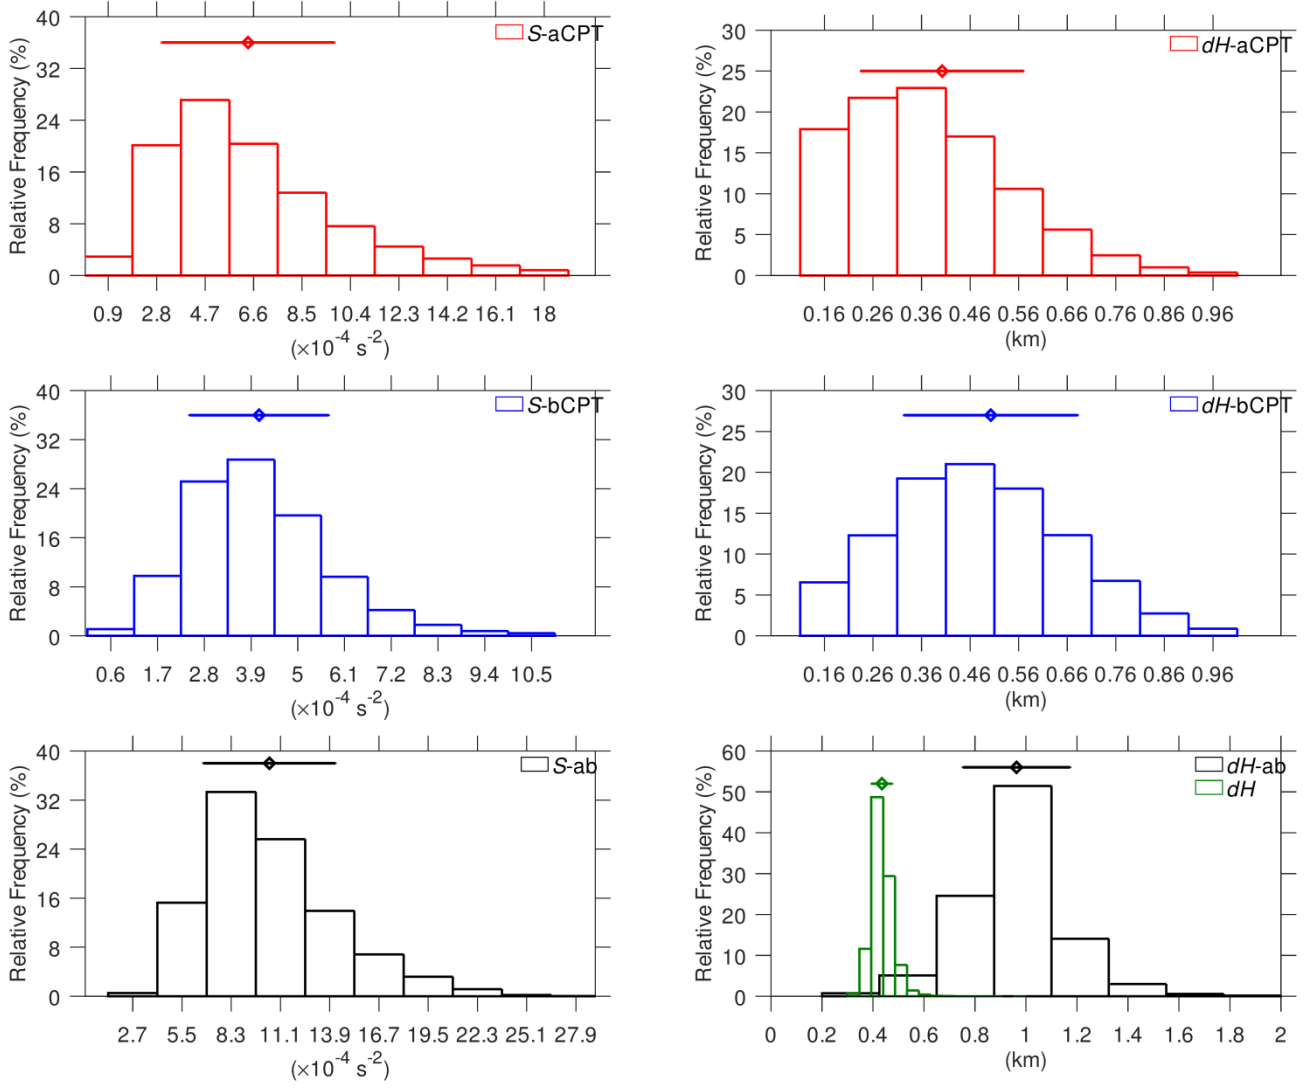 40
32
24
16
8
0
Relative Frequency (%)
S-aCPT
0.9 2.8 4.7 6.6 8.5 10.4 12.3 14.2 16.1 18
(×10⁻⁴ s⁻²)
30
25
20
15
10
5
0
Relative Frequency (%)
dH-aCPT
0.16 0.26 0.36 0.46 0.56 0.66 0.76 0.86 0.96
(km)
40
32
24
16
8
0
Relative Frequency (%)
S-bCPT
0.6 1.7 2.8 3.9 5 6.1 7.2 8.3 9.4 10.5
(×10⁻⁴ s⁻²)
30
25
20
15
10
5
0
Relative Frequency (%)
dH-bCPT
0.16 0.26 0.36 0.46 0.56 0.66 0.76 0.86 0.96
(km)
40
32
24
16
8
0
Relative Frequency (%)
S-ab
2.7 5.5 8.3 11.1 13.9 16.7 19.5 22.3 25.1 27.9
(×10⁻⁴ s⁻²)
60
50
40
30
20
10
0
Relative Frequency (%)
dH-ab
dH
0 0.2 0.4 0.6 0.8 1 1.2 1.4 1.6 1.8 2
(km)